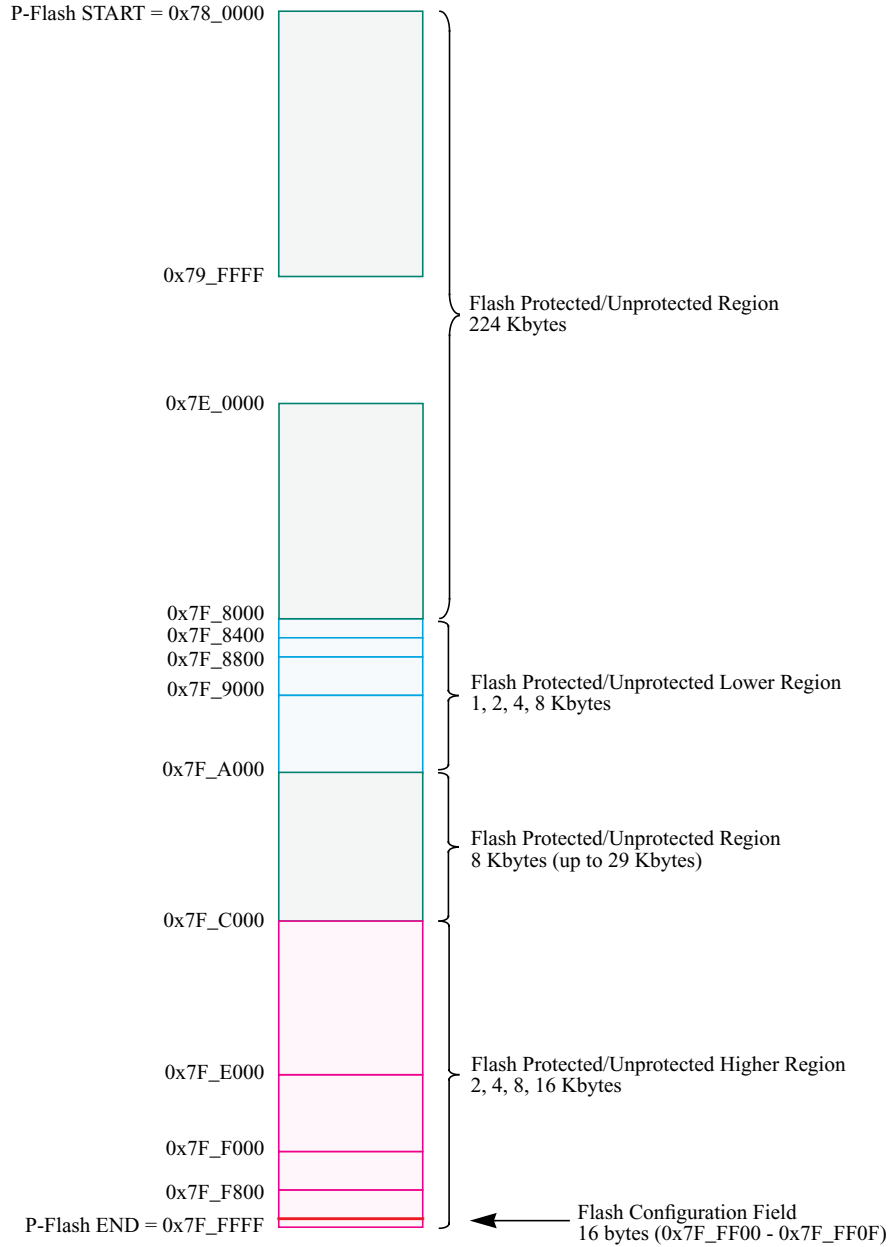 P-Flash START = 0x78_0000
0x79_FFFF
Flash Protected/Unprotected Region
224 Kbytes
0x7E_0000
0x7F_8000
0x7F_8400
0x7F_8800
0x7F_9000
Flash Protected/Unprotected Lower Region
1, 2, 4, 8 Kbytes
0x7F_A000
Flash Protected/Unprotected Region
8 Kbytes (up to 29 Kbytes)
0x7F_C000
Flash Protected/Unprotected Higher Region
2, 4, 8, 16 Kbytes
0x7F_E000
0x7F_F000
0x7F_F800
P-Flash END = 0x7F_FFFF
Flash Configuration Field
16 bytes (0x7F_FF00 - 0x7F_FF0F)